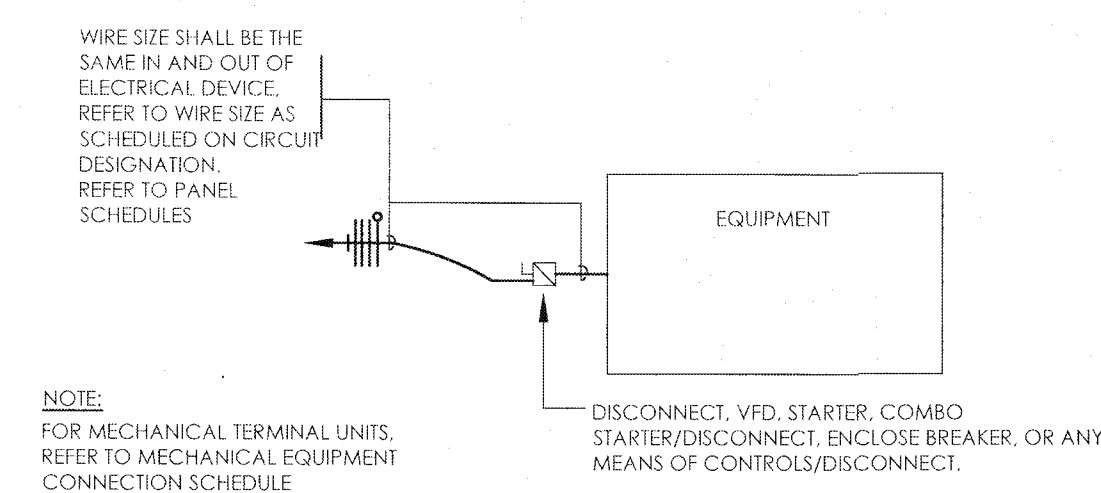 WIRE SIZE SHALL BE THE
SAME IN AND OUT OF
ELECTRICAL DEVICE,
REFER TO WIRE SIZE AS
SCHEDULED ON CIRCUIT
DESIGNATION.
REFER TO PANEL
SCHEDULES
EQUIPMENT
NOTE:
FOR MECHANICAL TERMINAL UNITS,
REFER TO MECHANICAL EQUIPMENT
CONNECTION SCHEDULE
DISCONNECT, VFD, STARTER, COMBO
STARTER/DISCONNECT, ENCLOSE BREAKER, OR ANY
MEANS OF CONTROLS/DISCONNECT.